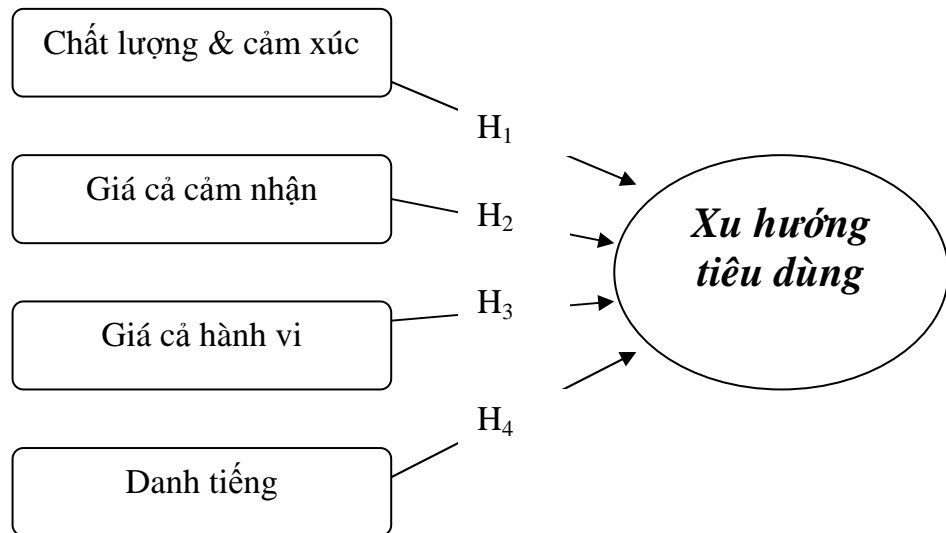 Chất lượng & cảm xúc
H₁
Giá cả cảm nhận
H₂
Xu hướng
tiêu dùng
Giá cả hành vi
H₃
H₄
Danh tiếng